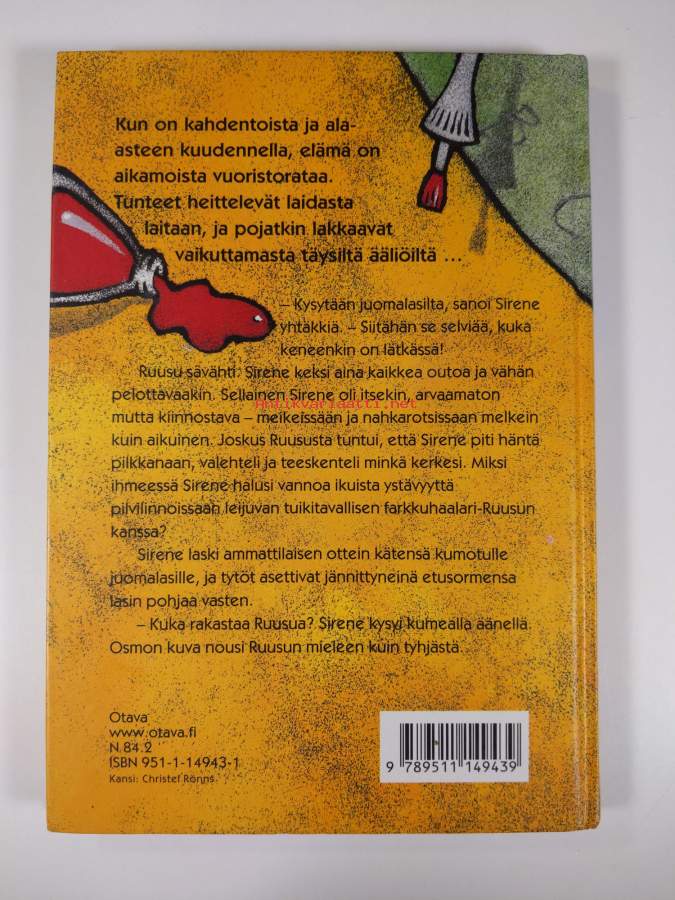 Kun on kahdentoista ja ala-
asteen kuudennella, elämä on
aikamoista vuoristorataa.
Tunteet heittelevät laidasta
laitaan, ja pojatkin lakkaavat
vaikuttamasta täysiltä ääliöiltä ...
– Kysytään juomalasilta, sanoi Sirene
yhtäkkiä. – Siitähän se selviää, kuka
keneenkin on lätkässä!
Ruusu sävähti. Sirene keksi aina kaikkea outoa ja vähän
pelottavaakin. Sellainen Sirene oli itsekin, arvaamaton
antikvariaatti.net
mutta kiinnostava – meikeissään ja nahkarotsissaan melkein
kuin aikuinen. Joskus Ruususta tuntui, että Sirene piti häntä
pilkkanaan, valehteli ja teeskenteli minkä kerkesi. Miksi
ihmeessä Sirene halusi vannoa ikuista ystävyyttä
pilvilinnoissaan leijuvan tuikitavallisen farkkuhaalari-Ruusun
kanssa?
Sirene laski ammattilaisen ottein kätensä kumotulle
juomalasille, ja tytöt asettivat jännittyneinä etusormensa
lasin pohjaa vasten.
– Kuka rakastaa Ruusua? Sirene kysyi kumealla äänellä.
Osmon kuva nousi Ruusun mieleen kuin tyhjästä.
Otava
www.otava.fi
N 84.2
ISBN 951-1-14943-1
Kansi: Christel Rönns
9 789511 149439